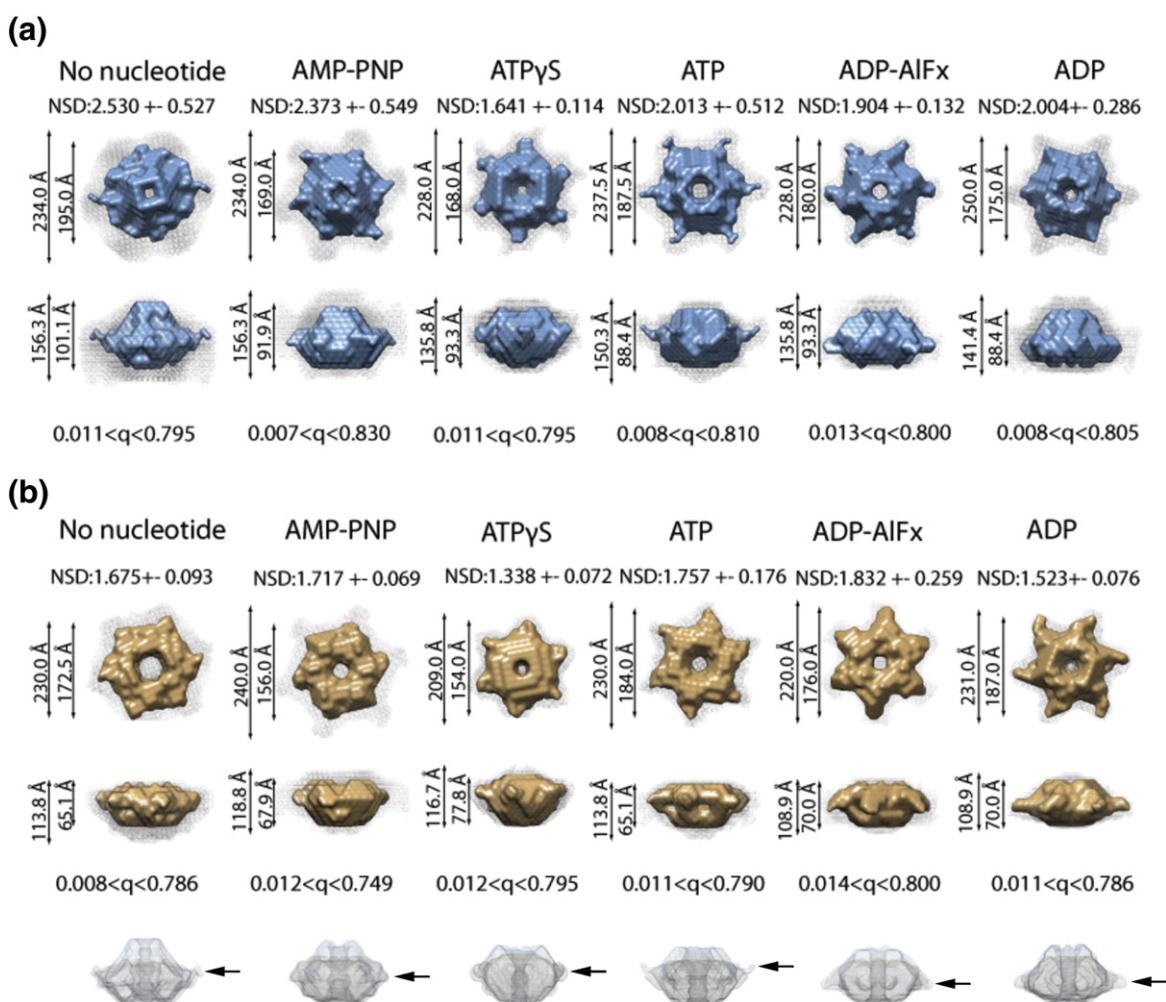 (a)
No nucleotide AMP-PNP ATPγS ATP ADP-AlFx ADP
NSD:2.530 +- 0.527 NSD:2.373 +- 0.549 NSD:1.641 +- 0.114 NSD:2.013 +- 0.512 NSD:1.904 +- 0.132 NSD:2.004+- 0.286
234.0 Å 195.0 Å 234.0 Å 169.0 Å 228.0 Å 168.0 Å 237.5 Å 187.5 Å 228.0 Å 180.0 Å 250.0 Å 175.0 Å
156.3 Å 101.1 Å 156.3 Å 91.9 Å 135.8 Å 93.3 Å 150.3 Å 88.4 Å 135.8 Å 93.3 Å 141.4 Å 88.4 Å
0.011<q<0.795 0.007<q<0.830 0.011<q<0.795 0.008<q<0.810 0.013<q<0.800 0.008<q<0.805
(b)
No nucleotide AMP-PNP ATPγS ATP ADP-AlFx ADP
NSD:1.675+- 0.093 NSD:1.717 +- 0.069 NSD:1.338 +- 0.072 NSD:1.757 +- 0.176 NSD:1.832 +- 0.259 NSD:1.523+- 0.076
230.0 Å 172.5 Å 240.0 Å 156.0 Å 209.0 Å 154.0 Å 230.0 Å 184.0 Å 220.0 Å 176.0 Å 231.0 Å 187.0 Å
113.8 Å 65.1 Å 118.8 Å 67.9 Å 116.7 Å 77.8 Å 113.8 Å 65.1 Å 108.9 Å 70.0 Å 108.9 Å 70.0 Å
0.008<q<0.786 0.012<q<0.749 0.012<q<0.795 0.011<q<0.790 0.014<q<0.800 0.011<q<0.786